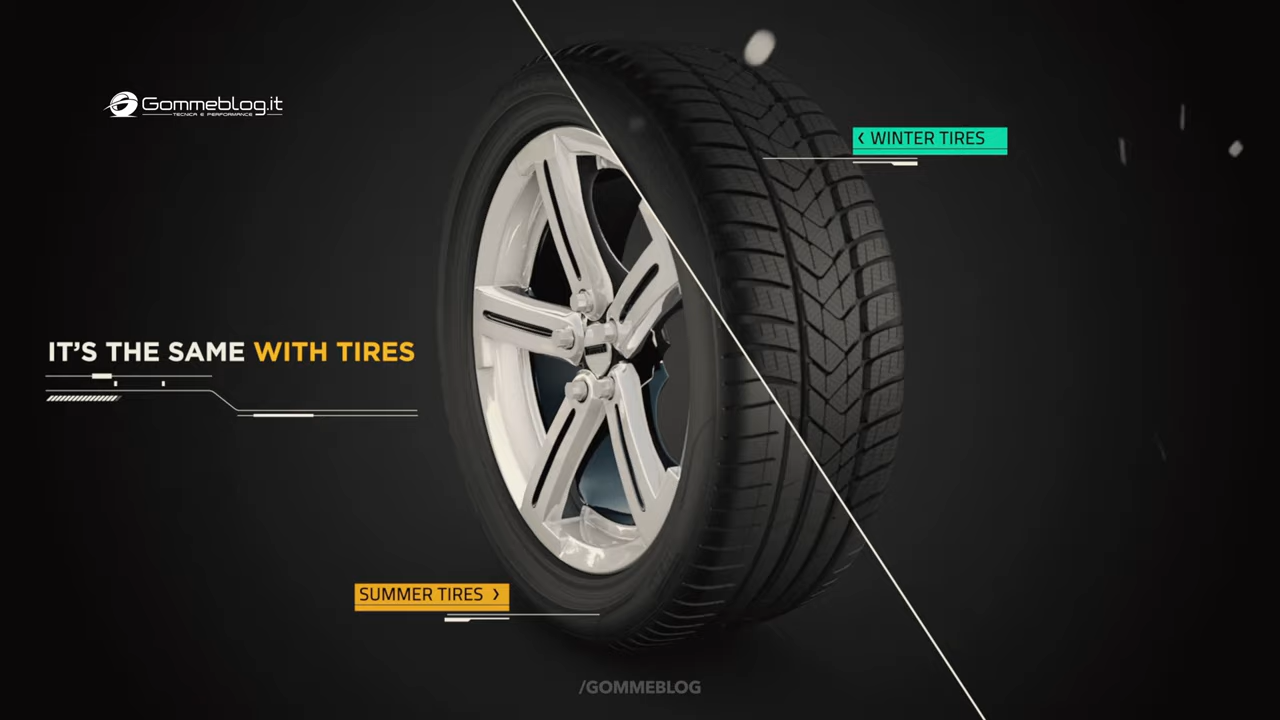 Gommeblog.it
TECNICA E PERFORMANCE
‹ WINTER TIRES
IT'S THE SAME WITH TIRES
SUMMER TIRES ›
/GOMMEBLOG